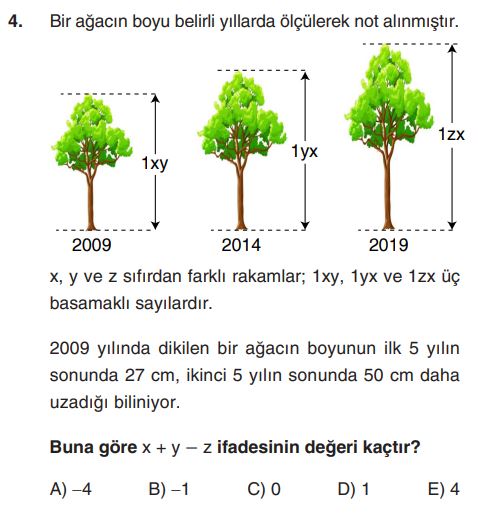 4. Bir ağacın boyu belirli yıllarda ölçülerek not alınmıştır.
1xy
1yx
1zx
2009
2014
2019
x, y ve z sıfırdan farklı rakamlar; 1xy, 1yx ve 1zx üç
basamaklı sayılardır.
2009 yılında dikilen bir ağacın boyunun ilk 5 yılın
sonunda 27 cm, ikinci 5 yılın sonunda 50 cm daha
uzadığı biliniyor.
Buna göre x + y − z ifadesinin değeri kaçtır?
A) −4 B) −1 C) 0 D) 1 E) 4